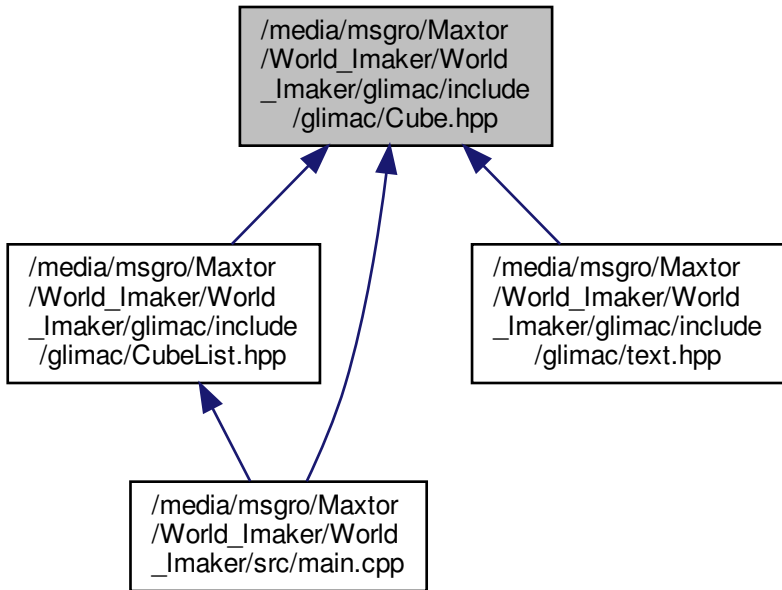 /media/msgro/Maxtor
/World_Imaker/World
_Imaker/glimac/include
/glimac/Cube.hpp
/media/msgro/Maxtor
/World_Imaker/World
_Imaker/glimac/include
/glimac/CubeList.hpp
/media/msgro/Maxtor
/World_Imaker/World
_Imaker/glimac/include
/glimac/text.hpp
/media/msgro/Maxtor
/World_Imaker/World
_Imaker/src/main.cpp